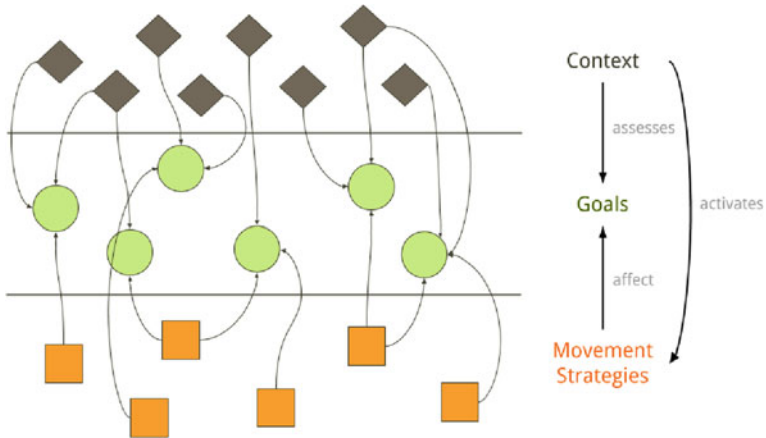 Context
assesses
Goals
activates
affect
Movement
Strategies